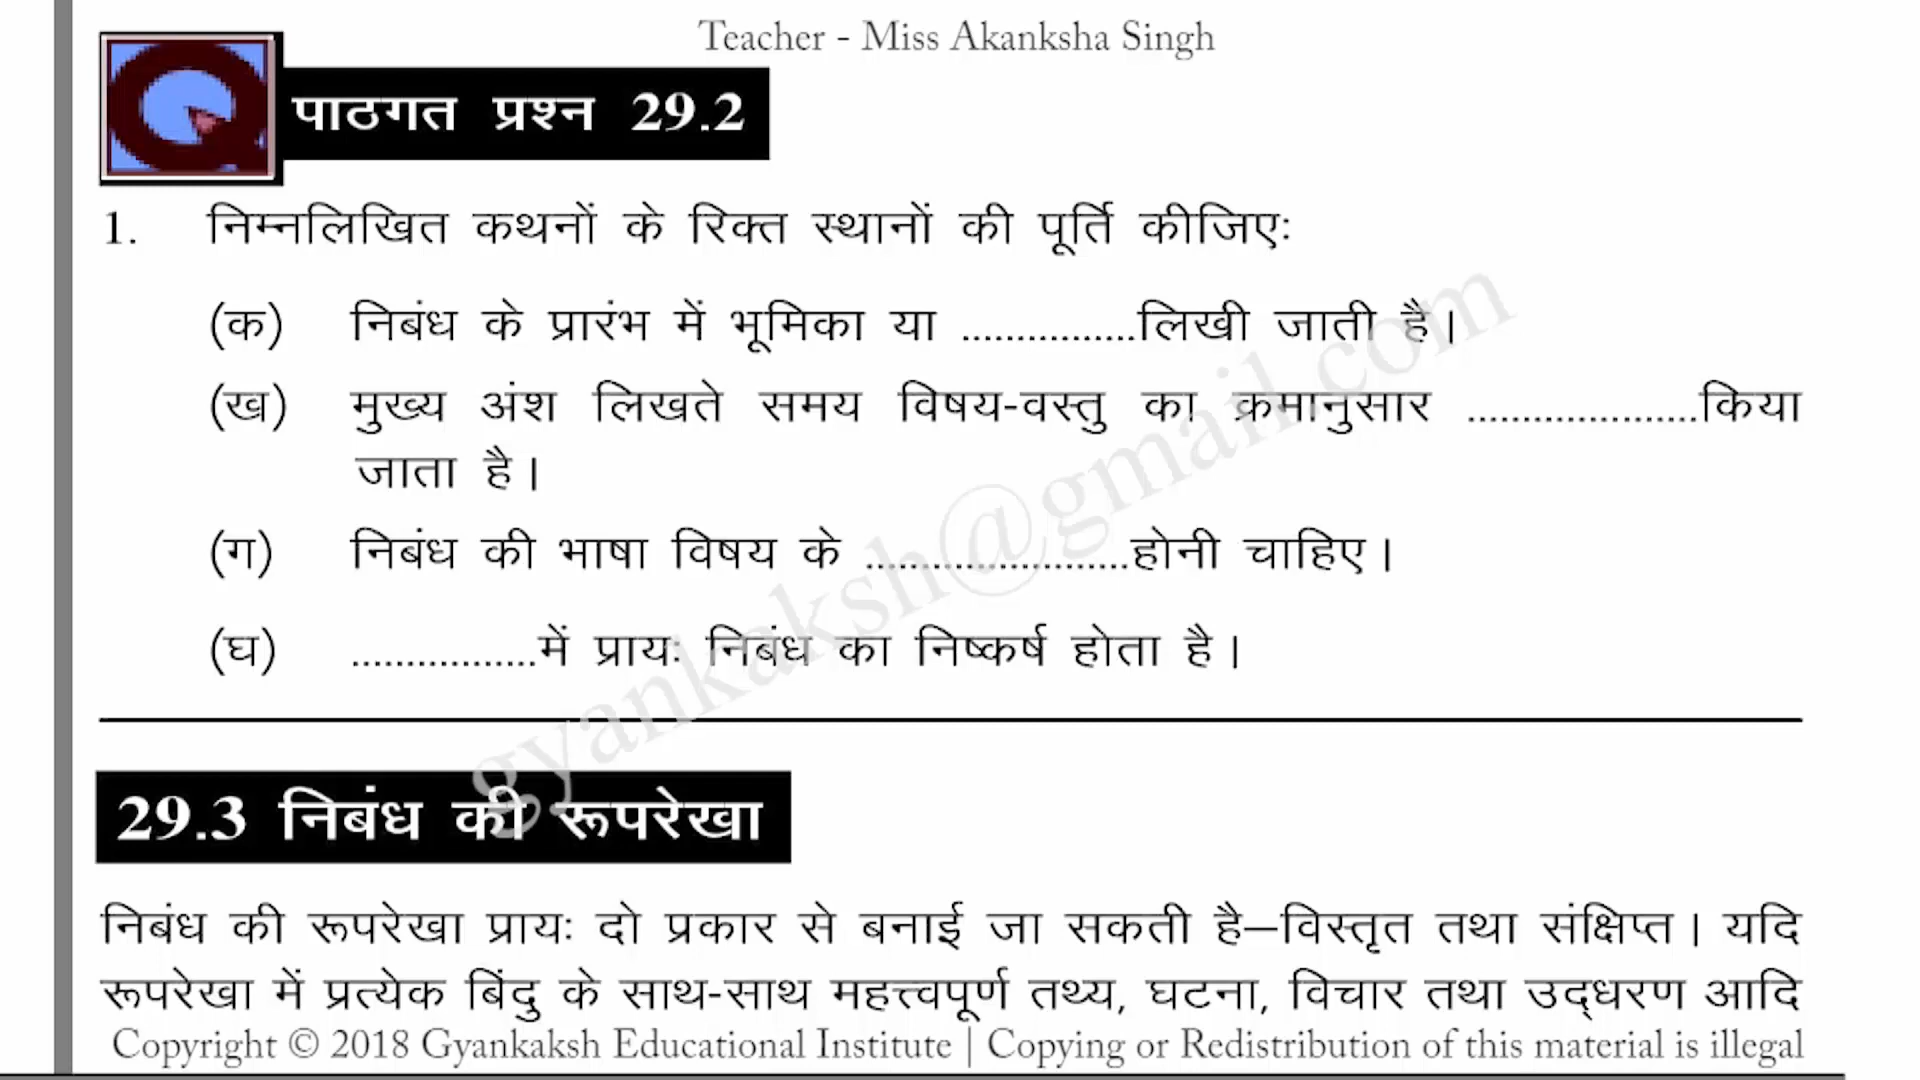 Teacher - Miss Akanksha Singh
पाठगत प्रश्न 29.2
1. निम्नलिखित कथनों के रिक्त स्थानों की पूर्ति कीजिएः
(क) निबंध के प्रारंभ में भूमिका या ................लिखी जाती है।
(ख) मुख्य अंश लिखते समय विषय-वस्तु का क्रमानुसार .....................किया
जाता है।
(ग) निबंध की भाषा विषय के ........................होनी चाहिए।
(घ) .................में प्रायः निबंध का निष्कर्ष होता है।
29.3 निबंध की रूपरेखा
निबंध की रूपरेखा प्रायः दो प्रकार से बनाई जा सकती है–विस्तृत तथा संक्षिप्त। यदि
रूपरेखा में प्रत्येक बिंदु के साथ-साथ महत्त्वपूर्ण तथ्य, घटना, विचार तथा उद्धरण आदि
Copyright © 2018 Gyankaksh Educational Institute | Copying or Redistribution of this material is illegal
gyankaksh@gmail.com